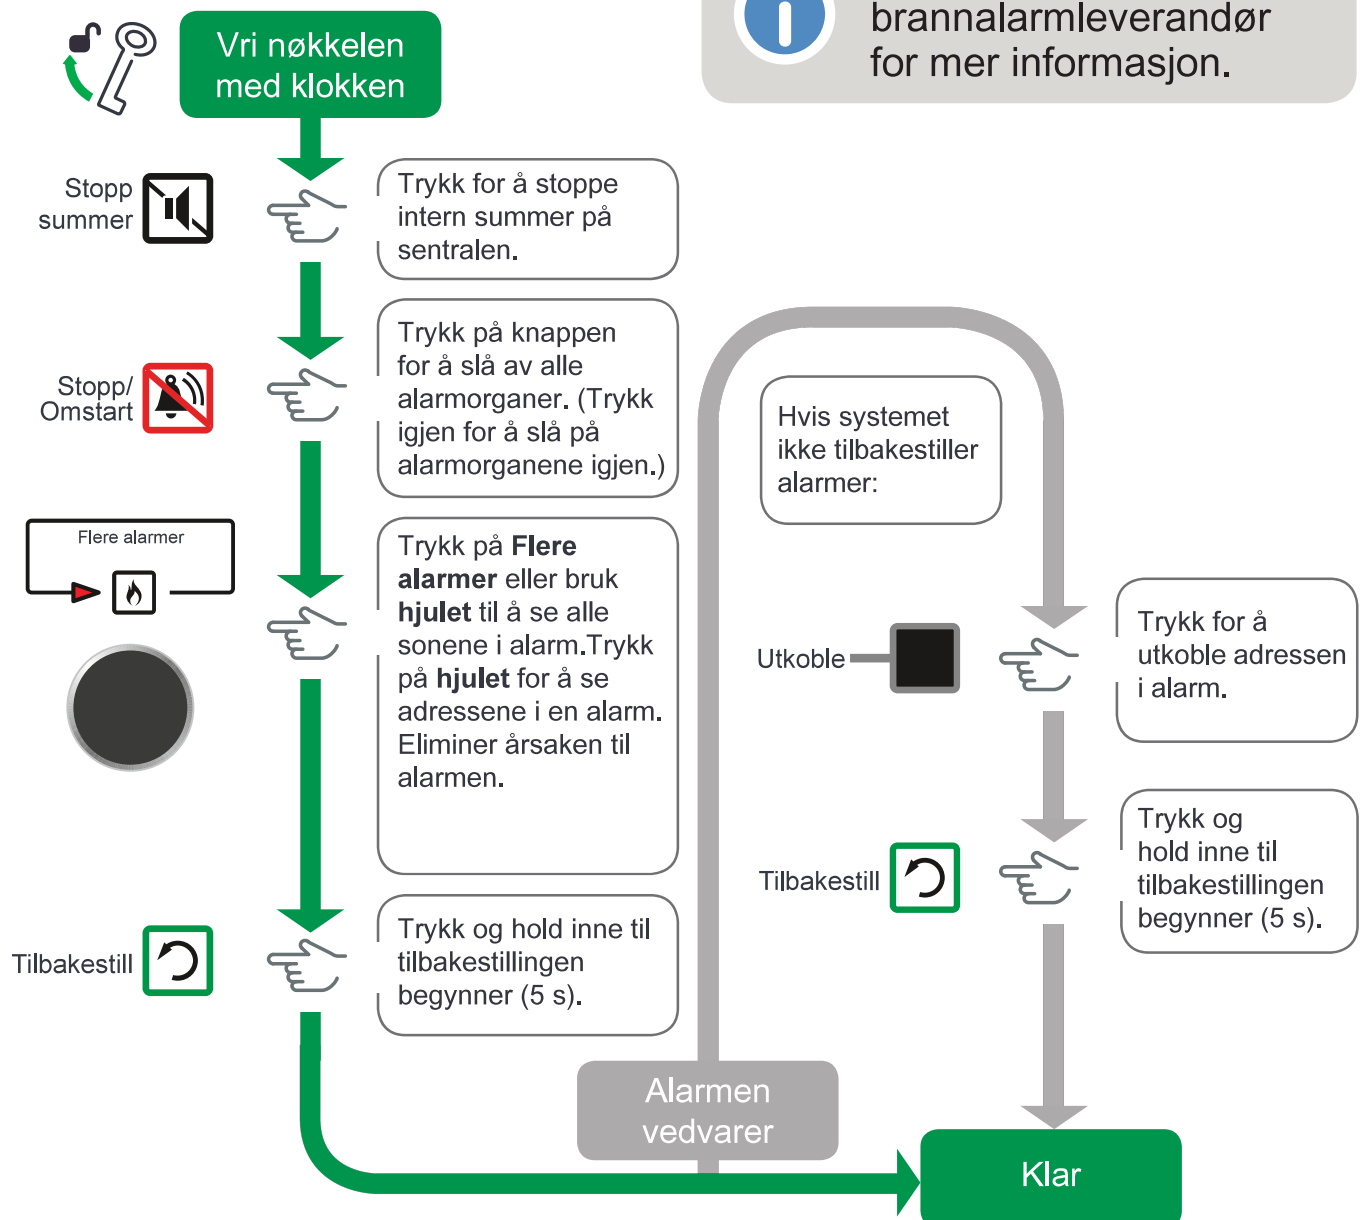 brannalarmleverandør
for mer informasjon.
Vri nøkkelen
med klokken
Stopp
summer
Trykk for å stoppe
intern summer på
sentralen.
Stopp/
Omstart
Trykk på knappen
for å slå av alle
alarmorganer. (Trykk
igjen for å slå på
alarmorganene igjen.)
Flere alarmer
Trykk på Flere
alarmer eller bruk
hjulet til å se alle
sonene i alarm.Trykk
på hjulet for å se
adressene i en alarm.
Eliminer årsaken til
alarmen.
Tilbakestill
Trykk og hold inne til
tilbakestillingen
begynner (5 s).
Alarmen
vedvarer
Hvis systemet
ikke tilbakestiller
alarmer:
Utkoble
Trykk for å
utkoble adressen
i alarm.
Tilbakestill
Trykk og
hold inne til
tilbakestillingen
begynner (5 s).
Klar